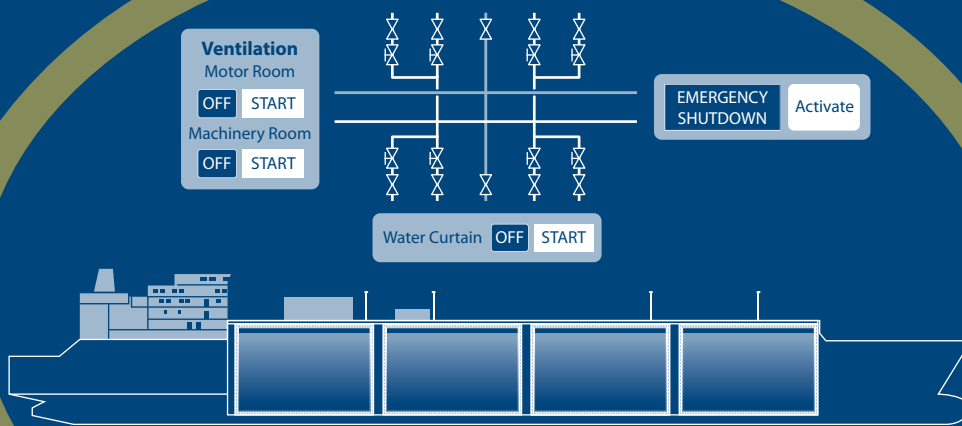 Ventilation
Motor Room
OFF START
Machinery Room
OFF START
EMERGENCY
SHUTDOWN
Activate
Water Curtain OFF START